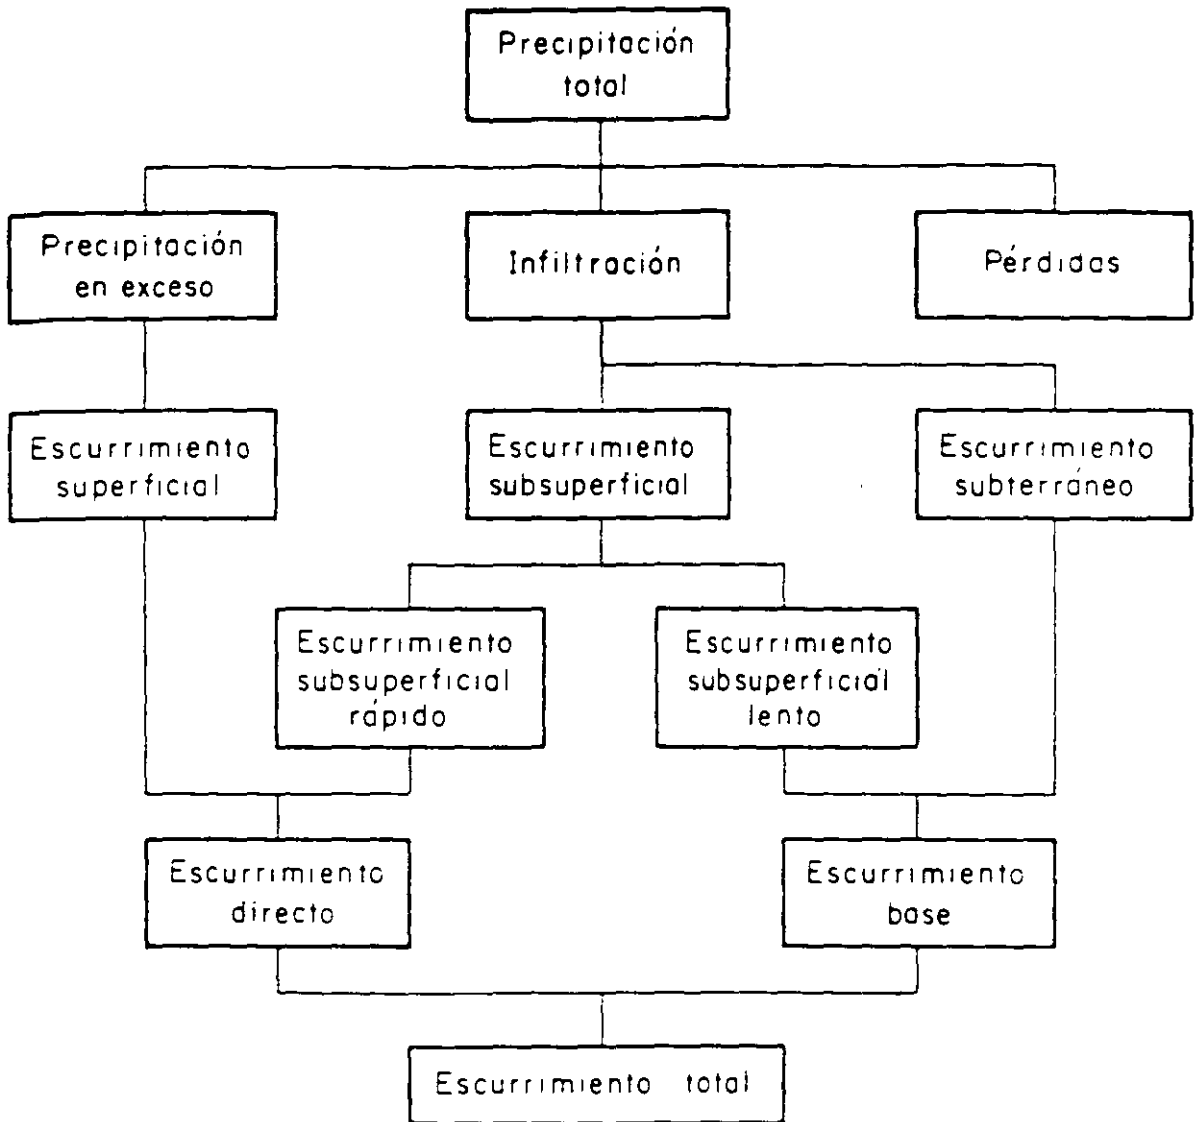 Precipitación
total
Precipitación
en exceso
Infiltración
Pérdidas
Escurrimiento
superficial
Escurrimiento
subsuperficial
Escurrimiento
subterráneo
Escurrimiento
subsuperficial
rápido
Escurrimiento
subsuperficial
lento
Escurrimiento
directo
Escurrimiento
base
Escurrimiento total